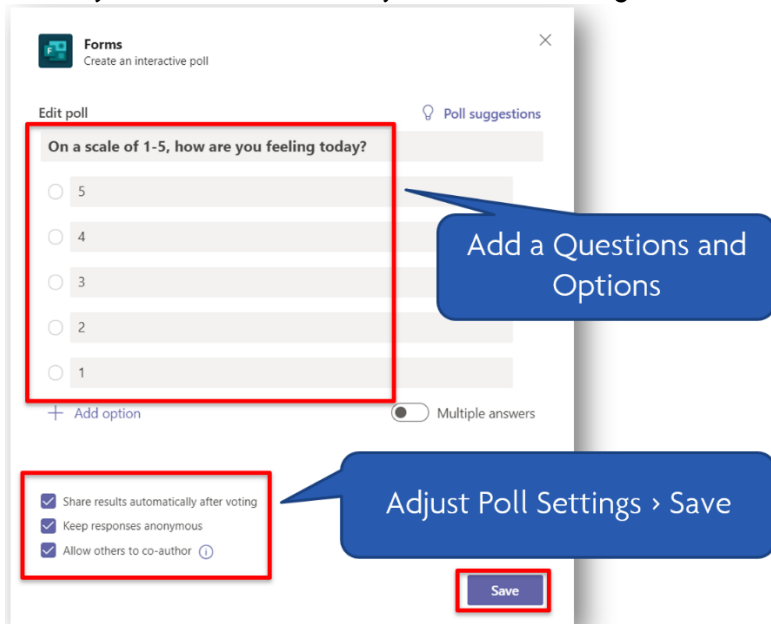 Forms
Create an interactive poll
Edit poll
Poll suggestions
On a scale of 1-5, how are you feeling today?
5
4
3
2
1
Add a Questions and
Options
+ Add option
Multiple answers
Share results automatically after voting
Keep responses anonymous
Allow others to co-author
Adjust Poll Settings › Save
Save